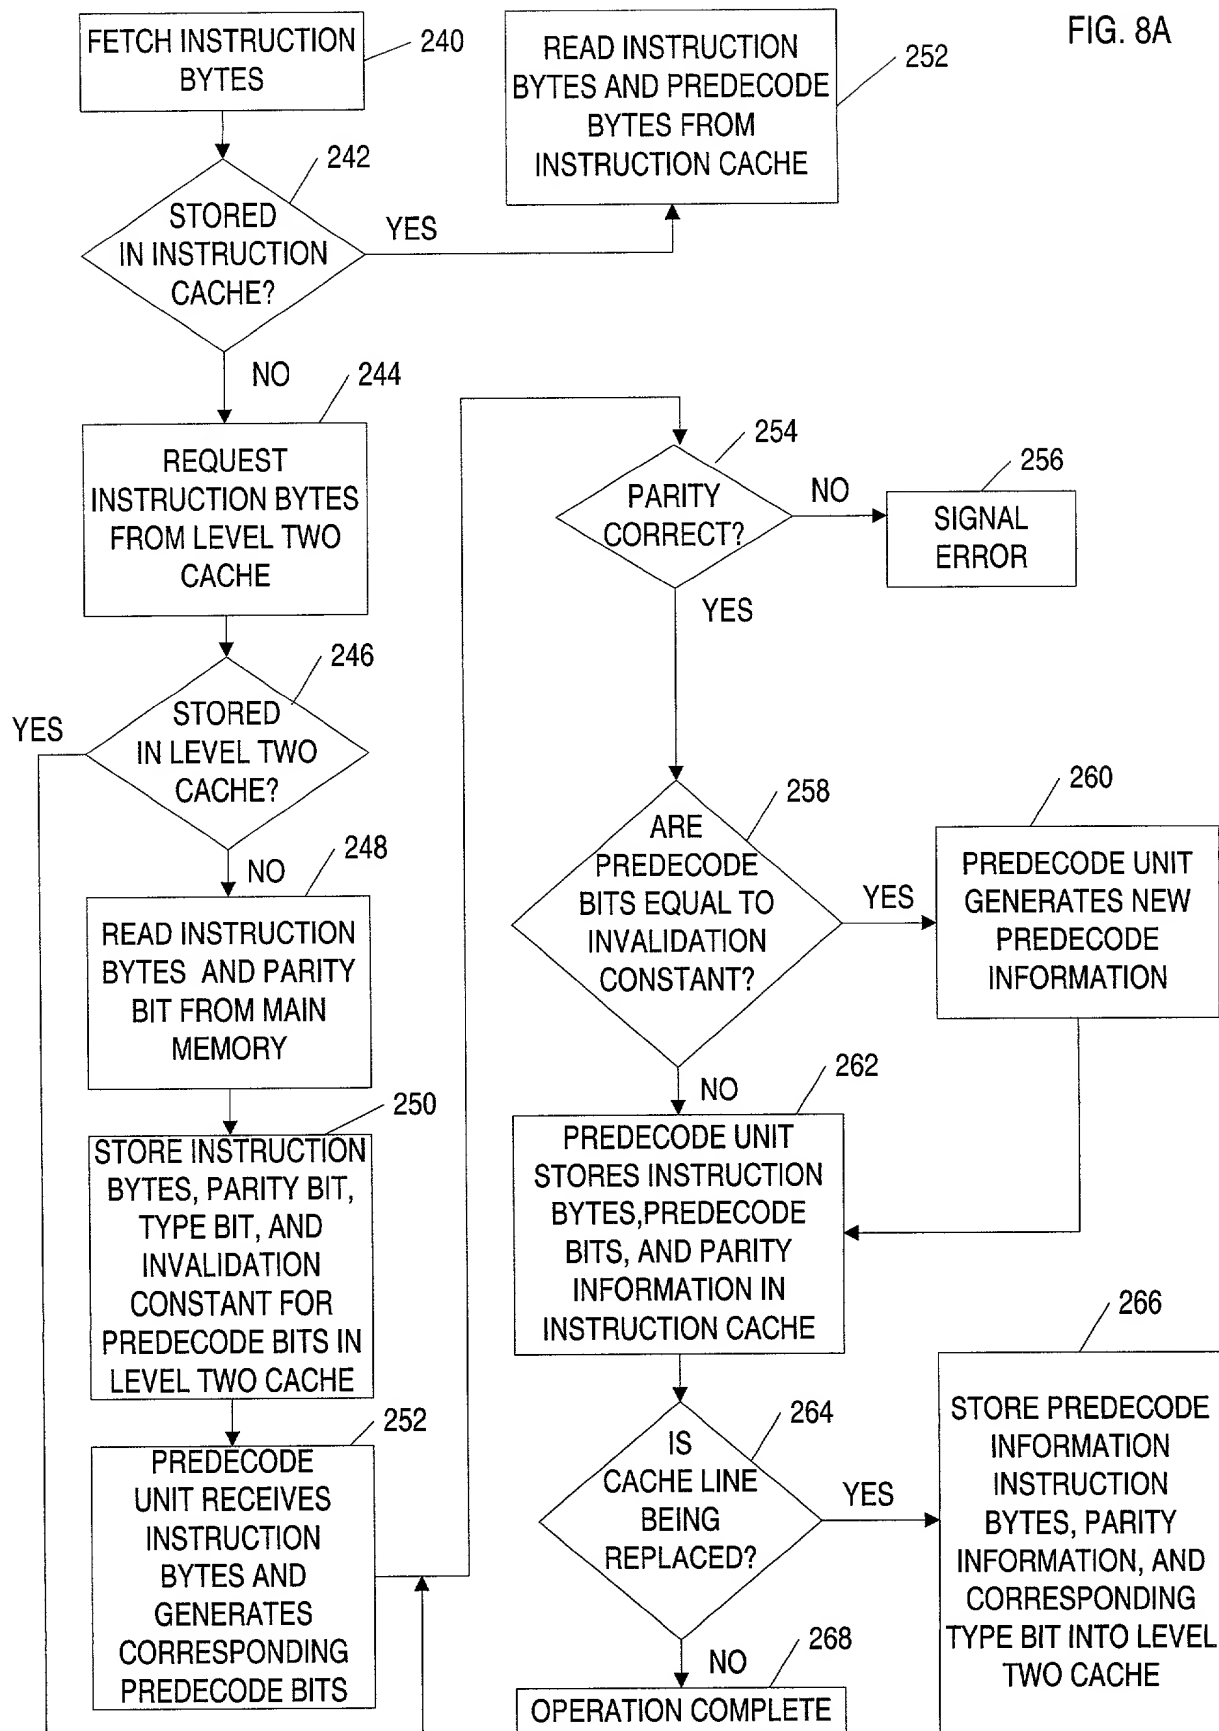 FIG. 8A
FETCH INSTRUCTION
BYTES
240
READ INSTRUCTION
BYTES AND PREDECODE
BYTES FROM
INSTRUCTION CACHE
252
242
STORED
IN INSTRUCTION
CACHE?
YES
NO
244
REQUEST
INSTRUCTION BYTES
FROM LEVEL TWO
CACHE
246
STORED
IN LEVEL TWO
CACHE?
YES
NO
248
READ INSTRUCTION
BYTES AND PARITY
BIT FROM MAIN
MEMORY
250
STORE INSTRUCTION
BYTES, PARITY BIT,
TYPE BIT, AND
INVALIDATION
CONSTANT FOR
PREDECODE BITS IN
LEVEL TWO CACHE
252
PREDECODE
UNIT RECEIVES
INSTRUCTION
BYTES AND
GENERATES
CORRESPONDING
PREDECODE BITS
254
PARITY
CORRECT?
NO
256
SIGNAL
ERROR
YES
258
ARE
PREDECODE
BITS EQUAL TO
INVALIDATION
CONSTANT?
YES
260
PREDECODE UNIT
GENERATES NEW
PREDECODE
INFORMATION
NO
262
PREDECODE UNIT
STORES INSTRUCTION
BYTES,PREDECODE
BITS, AND PARITY
INFORMATION IN
INSTRUCTION CACHE
264
IS
CACHE LINE
BEING
REPLACED?
YES
266
STORE PREDECODE
INFORMATION
INSTRUCTION
BYTES, PARITY
INFORMATION, AND
CORRESPONDING
TYPE BIT INTO LEVEL
TWO CACHE
NO
268
OPERATION COMPLETE